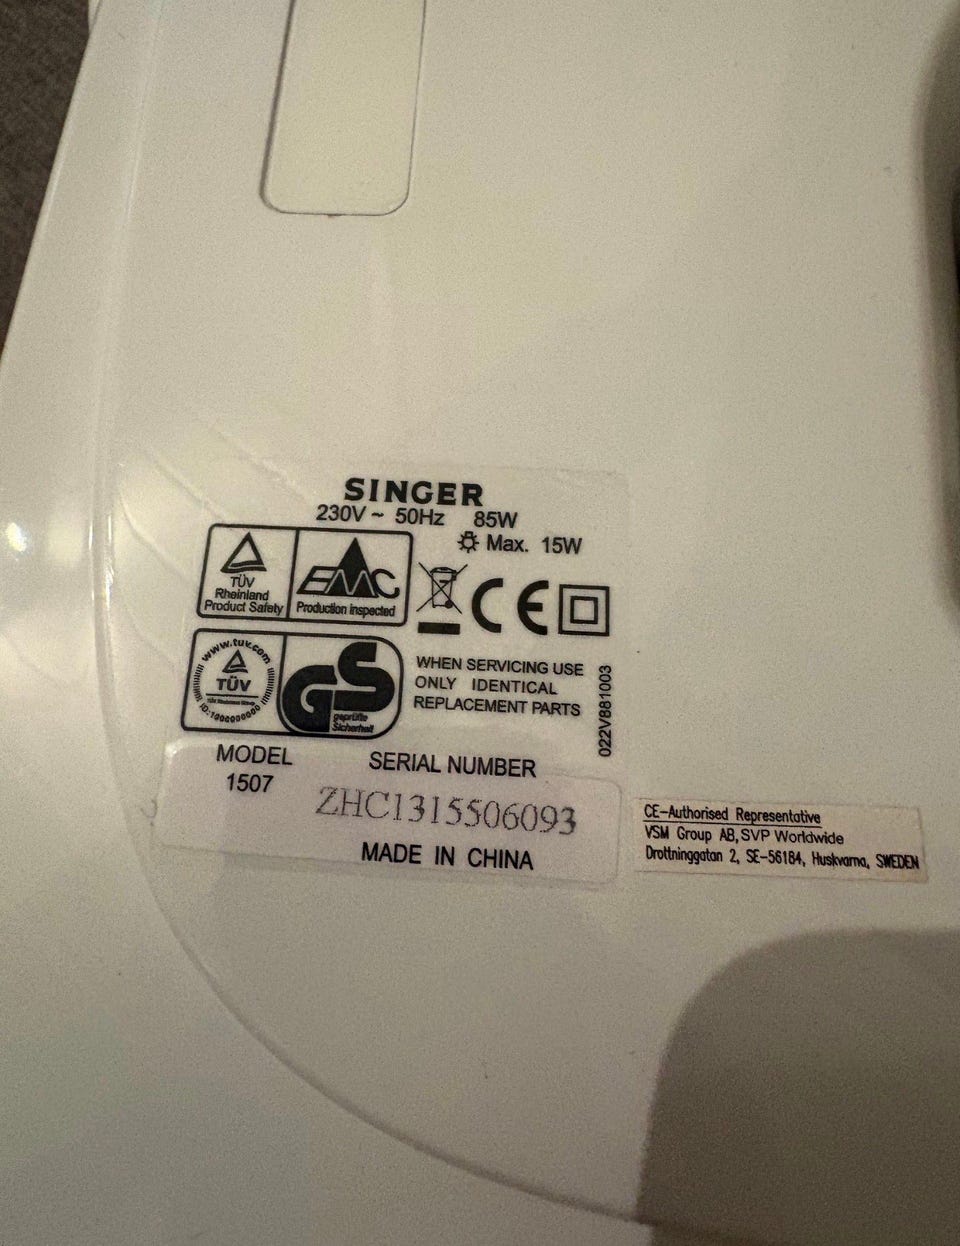 SINGER
230V ~ 50Hz 85W
Max. 15W
TÜV
Rheinland
Product Safety
EMC
Production inspected
CE
www.tuv.com
TÜV
ID:1000000000
GS
geprüfte
Sicherheit
WHEN SERVICING USE
ONLY IDENTICAL
REPLACEMENT PARTS
022V881003
MODEL
1507
SERIAL NUMBER
ZHC1315506093
MADE IN CHINA
CE-Authorised Representative
VSM Group AB, SVP Worldwide
Drottninggatan 2, SE-56184, Huskvarna, SWEDEN